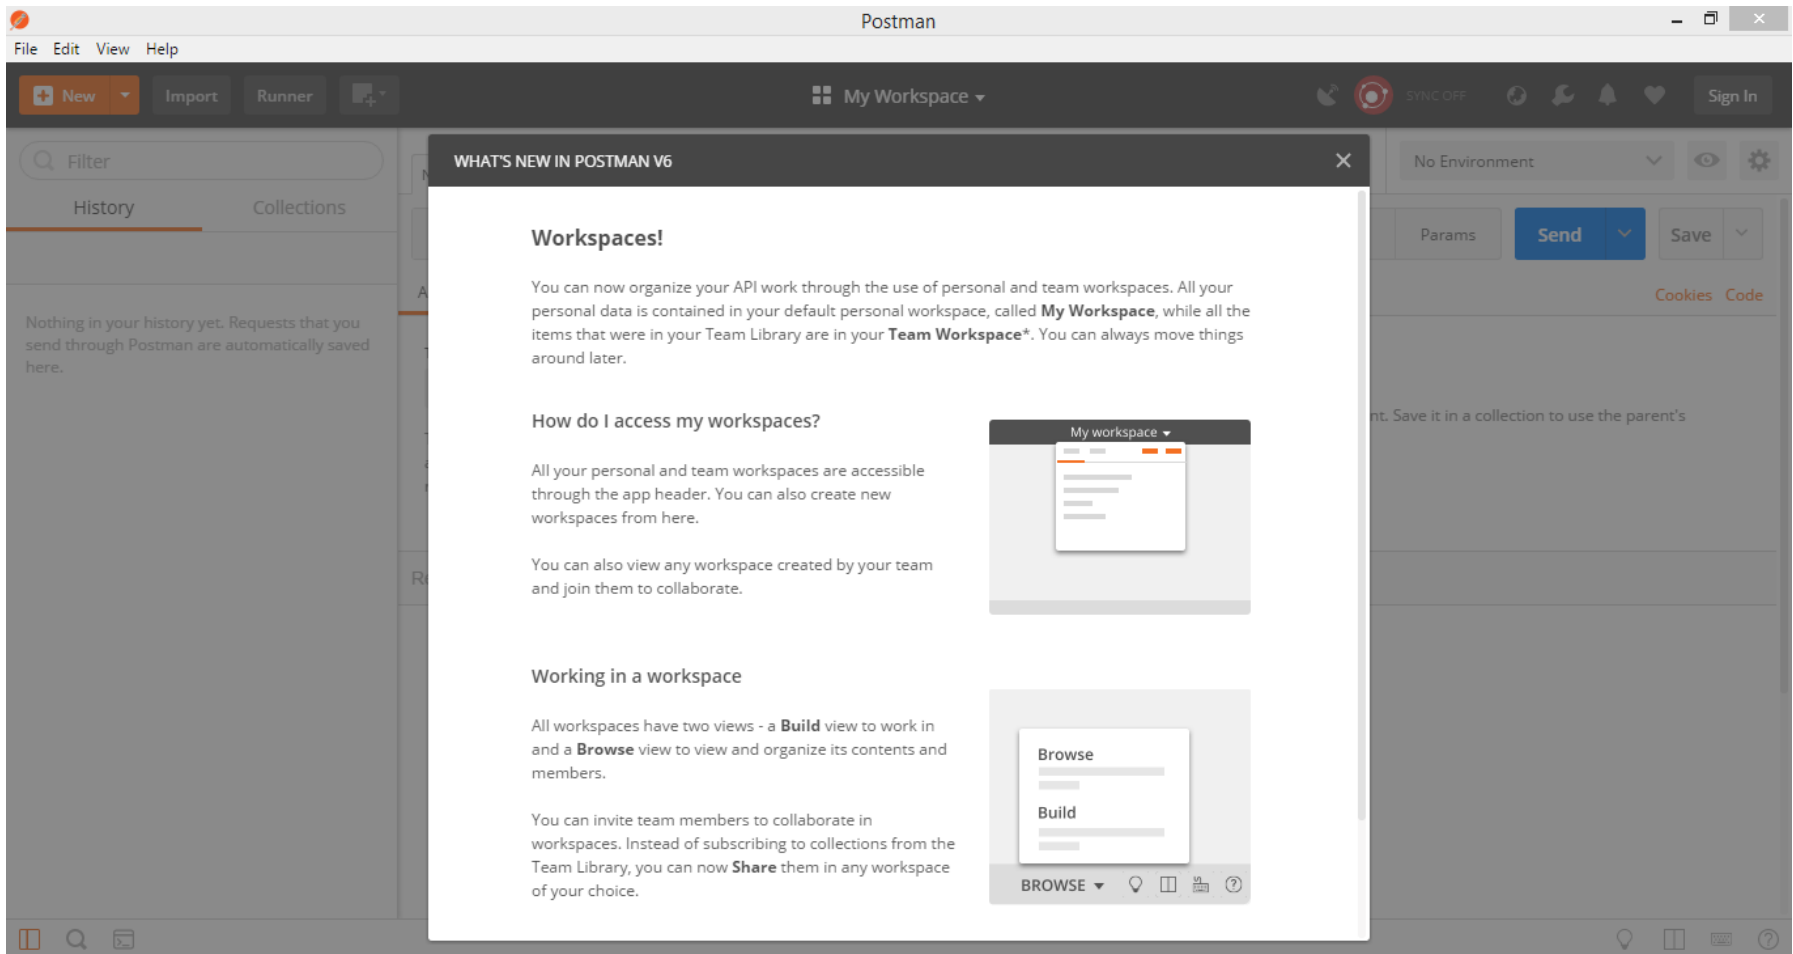 Postman
File Edit View Help
New Import Runner My Workspace SYNC OFF Sign In
Filter
History Collections
Nothing in your history yet. Requests that you
send through Postman are automatically saved
here.
WHAT'S NEW IN POSTMAN V6
Workspaces!
You can now organize your API work through the use of personal and team workspaces. All your
personal data is contained in your default personal workspace, called My Workspace, while all the
items that were in your Team Library are in your Team Workspace*. You can always move things
around later.
How do I access my workspaces?
All your personal and team workspaces are accessible
through the app header. You can also create new
workspaces from here.
You can also view any workspace created by your team
and join them to collaborate.
My workspace
Working in a workspace
All workspaces have two views - a Build view to work in
and a Browse view to view and organize its contents and
members.
You can invite team members to collaborate in
workspaces. Instead of subscribing to collections from the
Team Library, you can now Share them in any workspace
of your choice.
Browse
Build
BROWSE
No Environment
Params Send Save
Cookies Code
nt. Save it in a collection to use the parent's